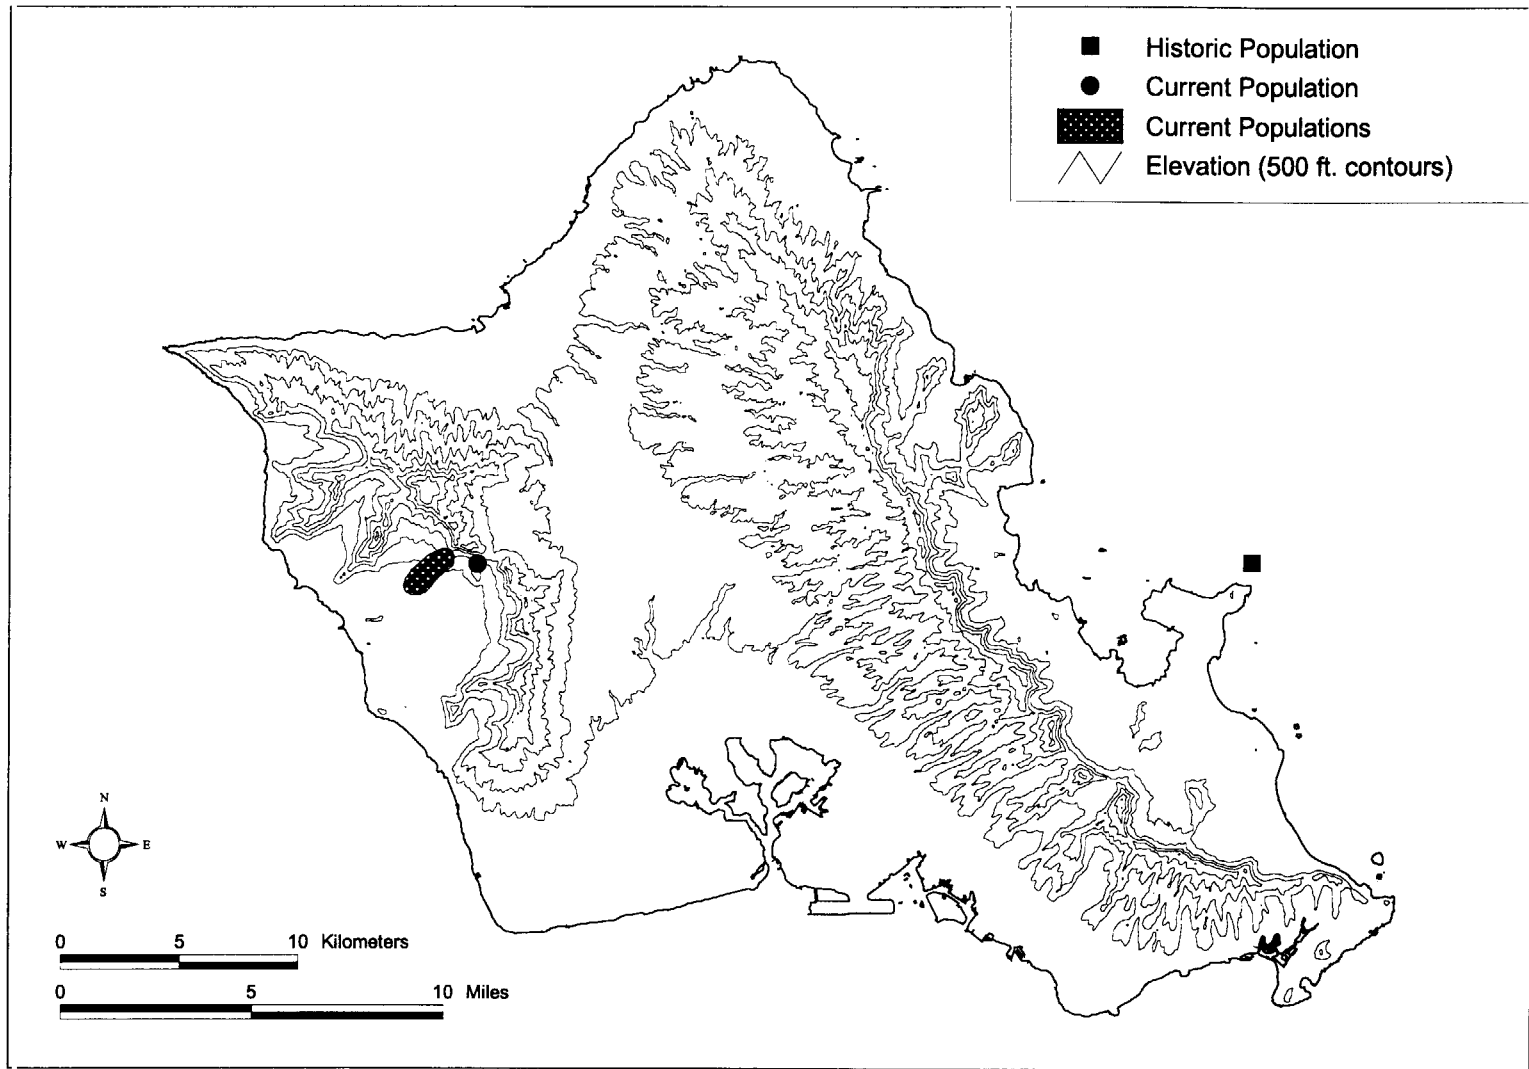 Historic Population
Current Population
Current Populations
Elevation (500 ft. contours)
N
W E
S
0 5 10 Kilometers
0 5 10 Miles